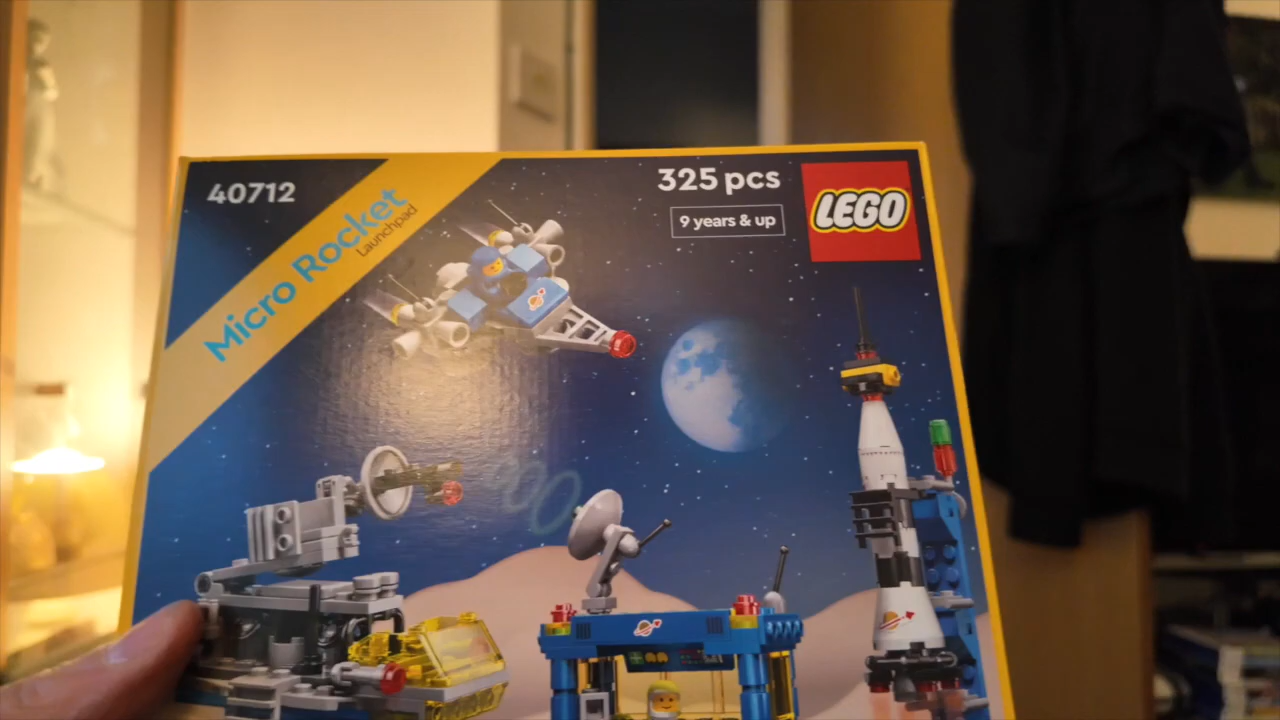 40712
Micro Rocket
Launchpad
325 pcs
9 years & up
LEGO